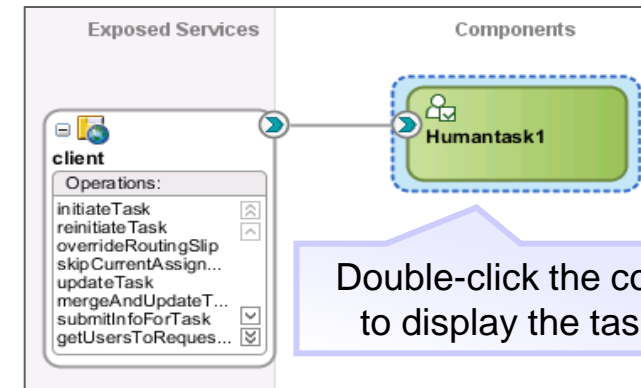 Exposed Services
Components
client
Operations:
initiateTask
reinitiateTask
overrideRoutingSlip
skipCurrentAssign...
updateTask
mergeAndUpdateT...
submitInfoForTask
getUsersToReques...
Humantask1
Double-click the co
to display the tas